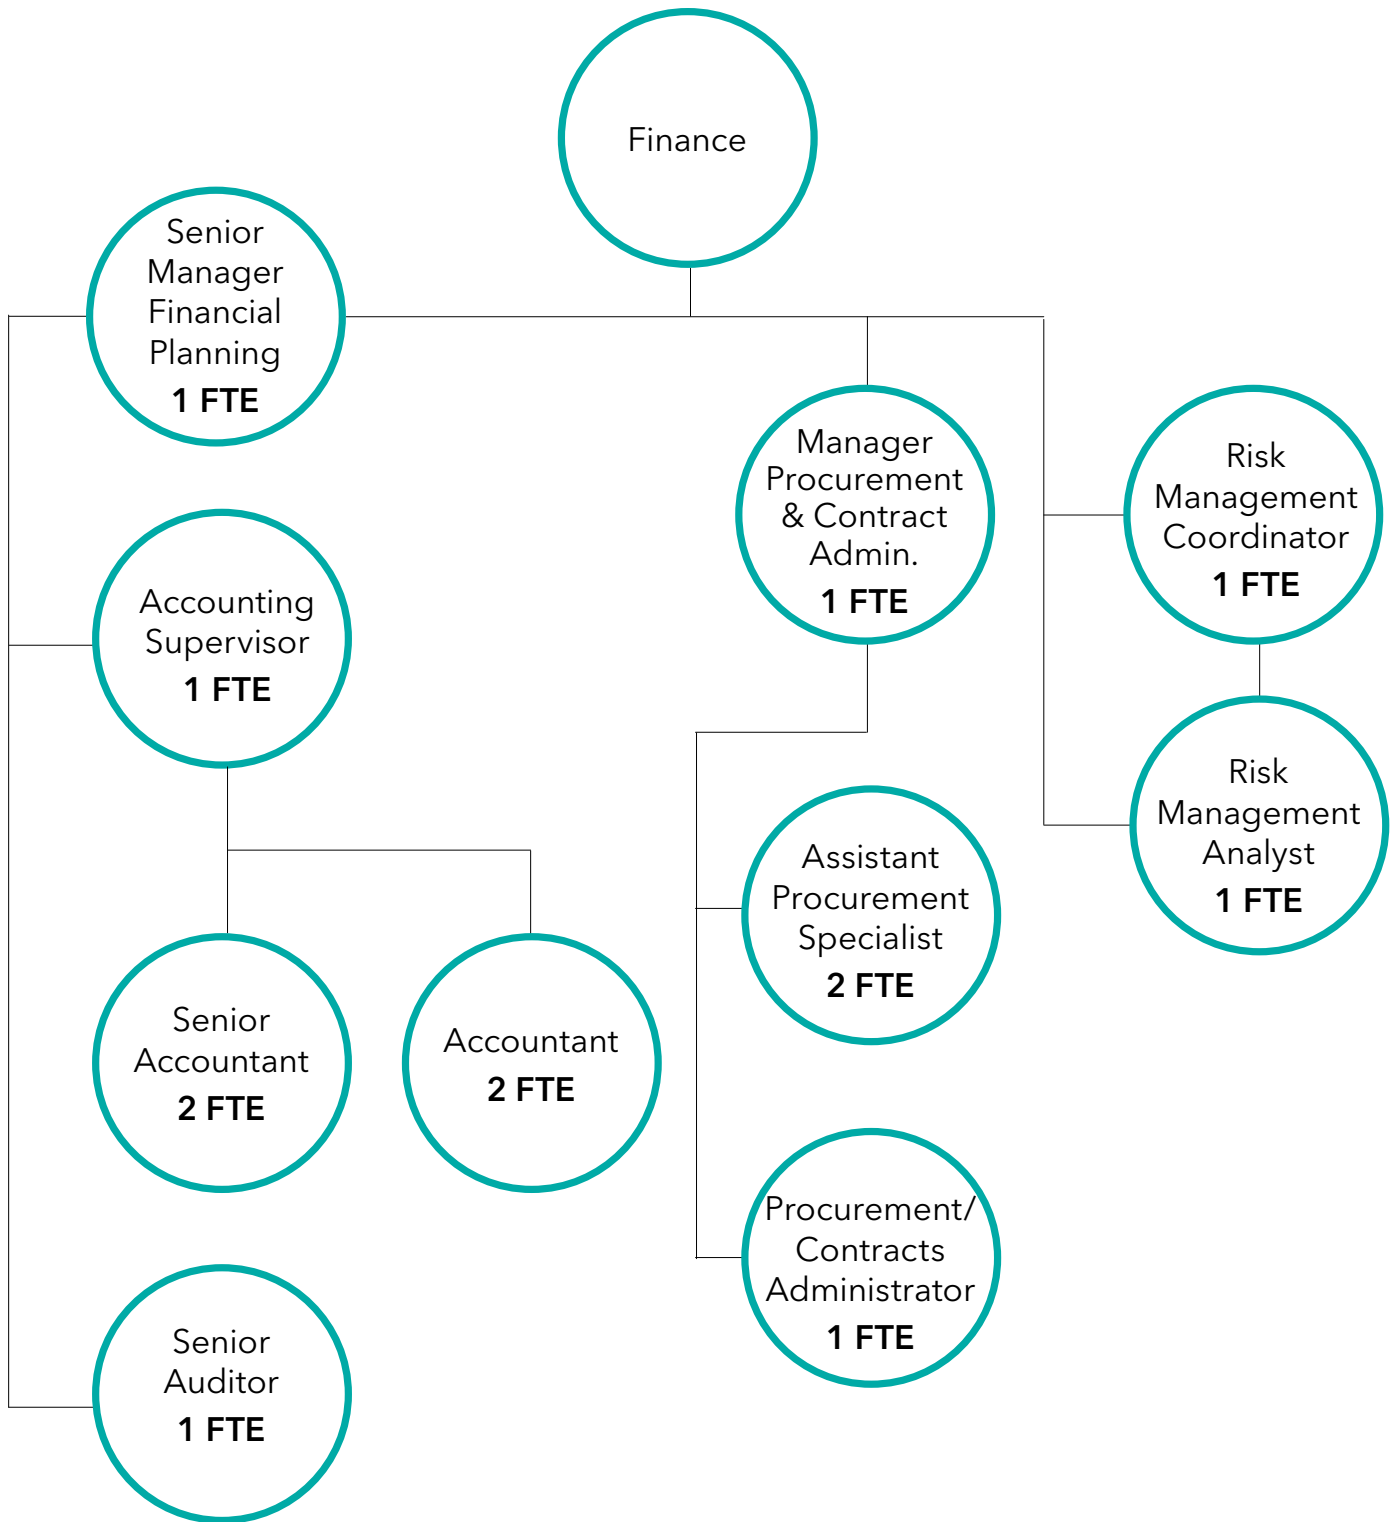 Finance
Senior
Manager
Financial
Planning
1 FTE
Manager
Procurement
& Contract
Admin.
1 FTE
Risk
Management
Coordinator
1 FTE
Accounting
Supervisor
1 FTE
Risk
Management
Analyst
1 FTE
Assistant
Procurement
Specialist
2 FTE
Senior
Accountant
2 FTE
Accountant
2 FTE
Procurement/
Contracts
Administrator
1 FTE
Senior
Auditor
1 FTE